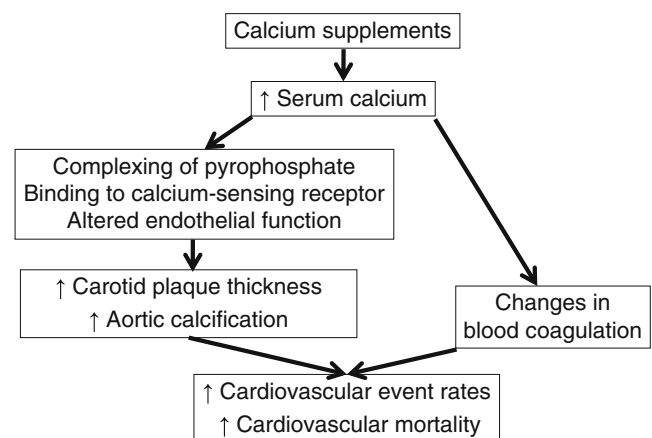 Calcium supplements
↑ Serum calcium
Complexing of pyrophosphate
Binding to calcium-sensing receptor
Altered endothelial function
↑ Carotid plaque thickness
↑ Aortic calcification
Changes in
blood coagulation
↑ Cardiovascular event rates
↑ Cardiovascular mortality